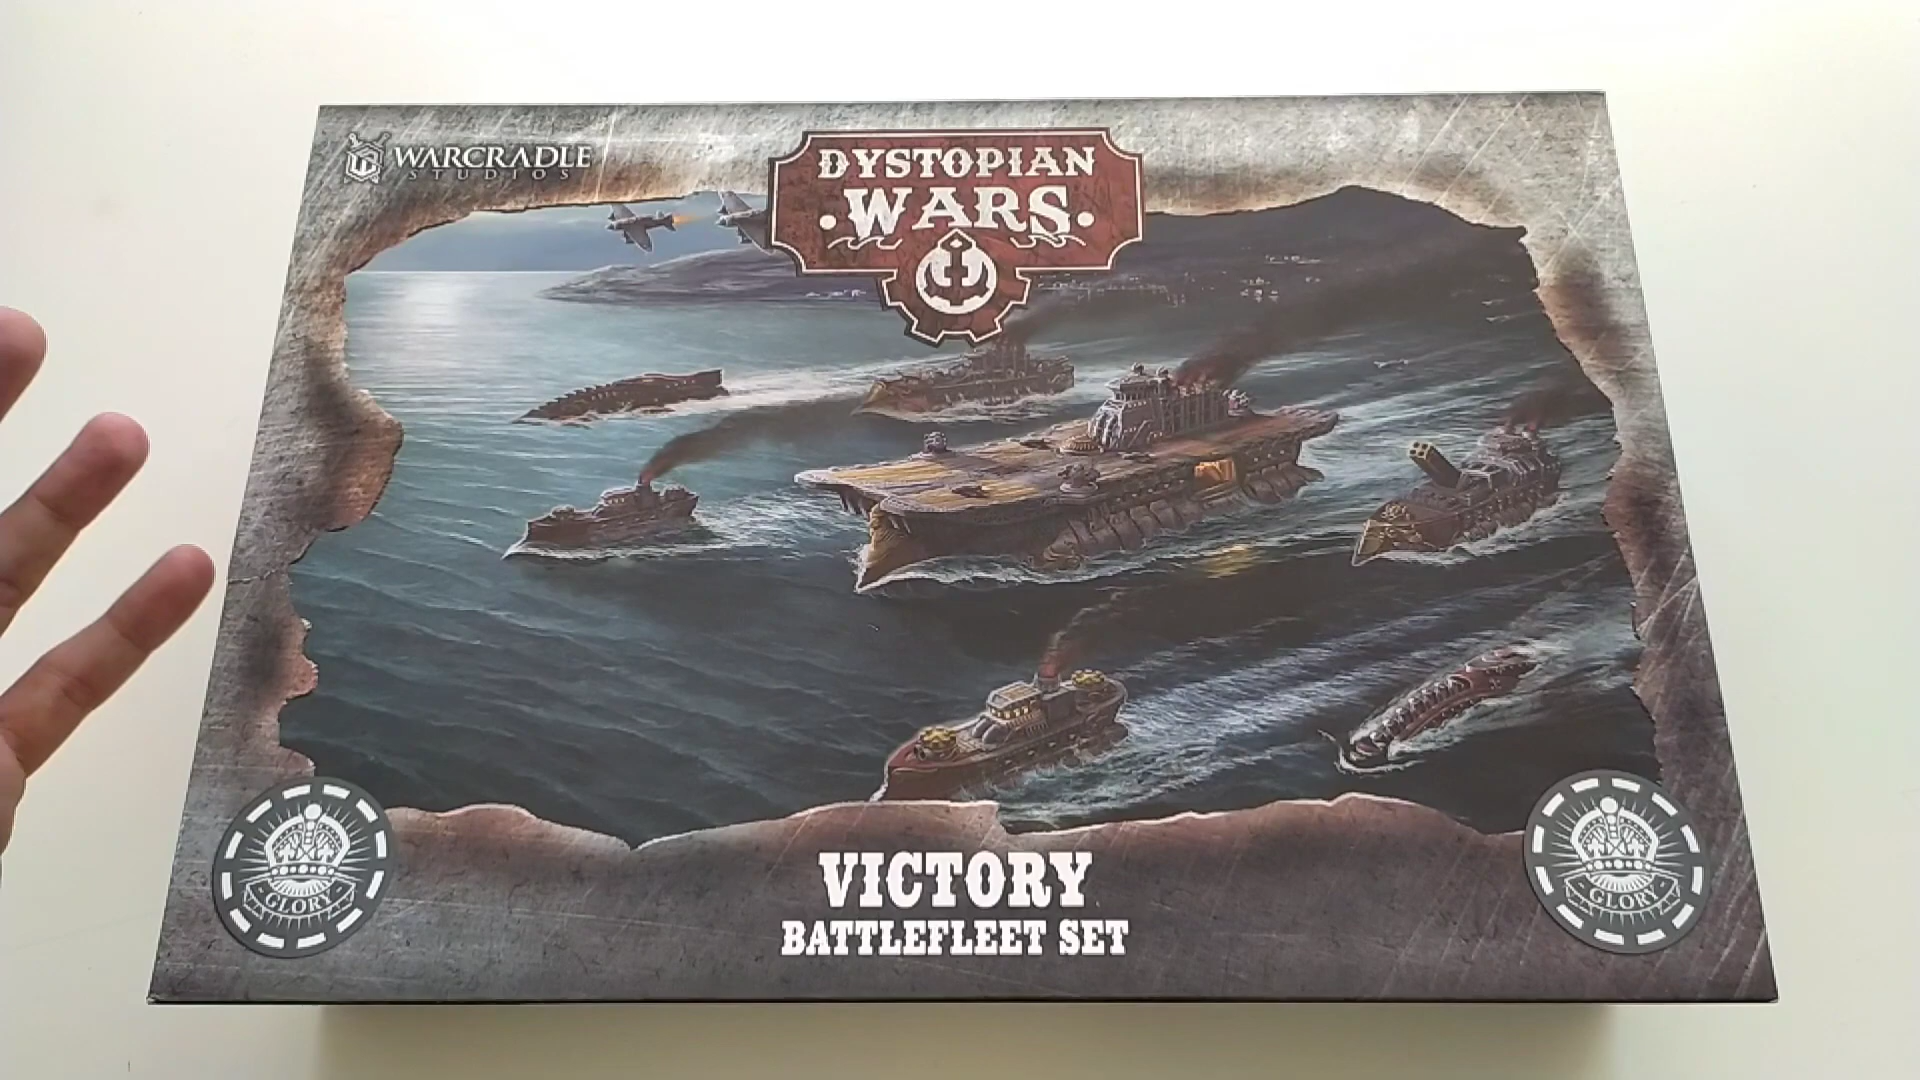 WARCRADLE
STUDIOS
DYSTOPIAN
WARS
VICTORY
BATTLEFLEET SET
GLORY
GLORY